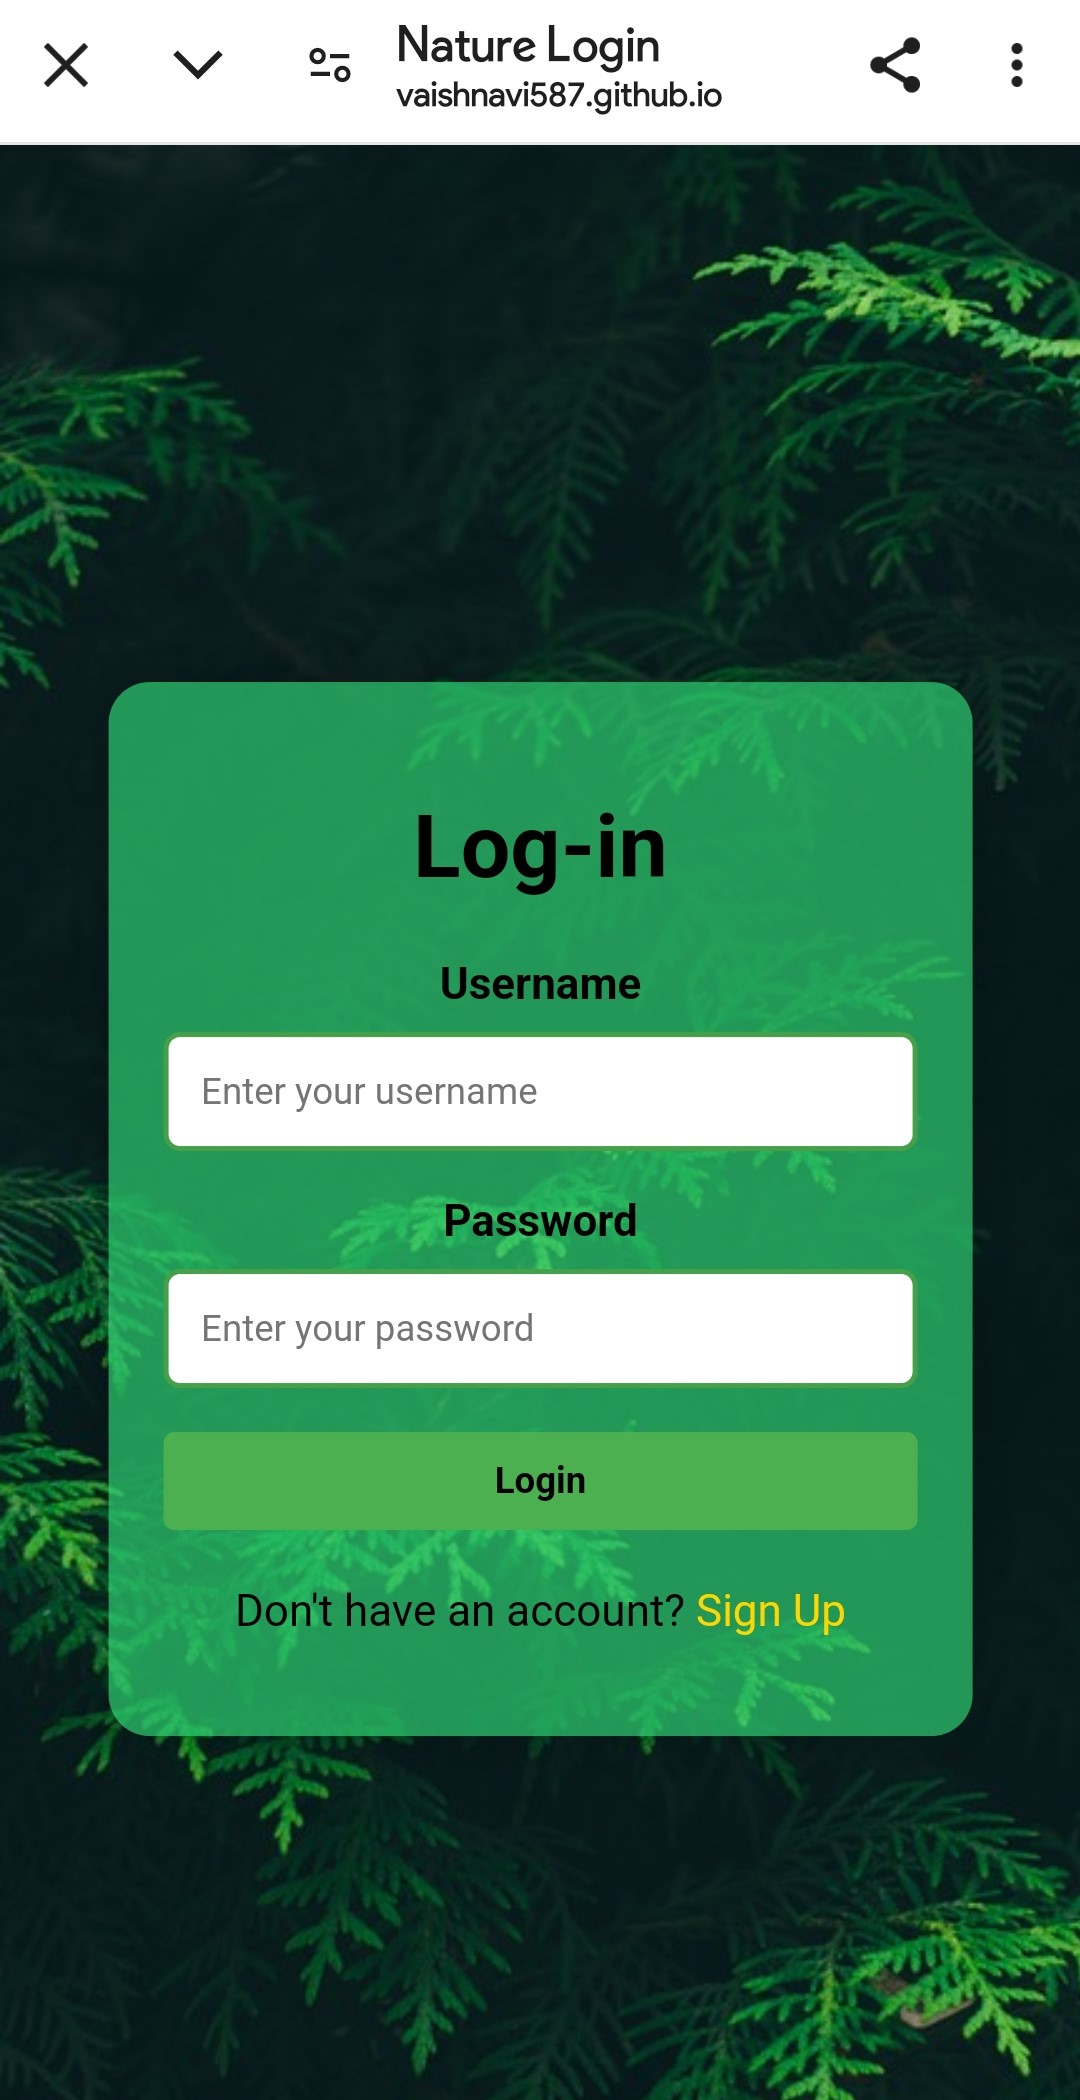 Nature Login
vaishnavi587.github.io
Log-in
Username
Enter your username
Password
Enter your password
Login
Don't have an account? Sign Up